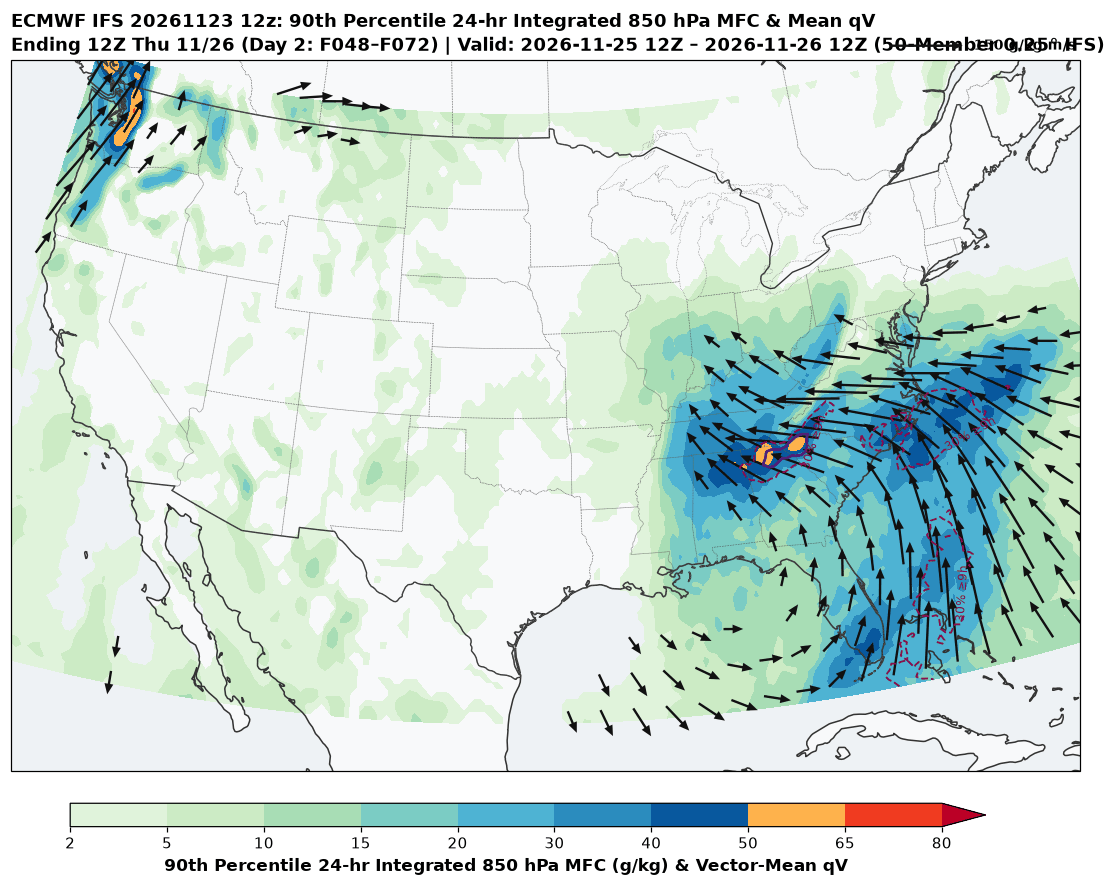 ECMWF IFS 20261123 12z: 90th Percentile 24-hr Integrated 850 hPa MFC & Mean qV
Ending 12Z Thu 11/26 (Day 2: F048–F072) | Valid: 2026-11-25 12Z – 2026-11-26 12Z (50-Member 0.25° IFS)
2 5 10 15 20 30 40 50 65 80
90th Percentile 24-hr Integrated 850 hPa MFC (g/kg) & Vector-Mean qV